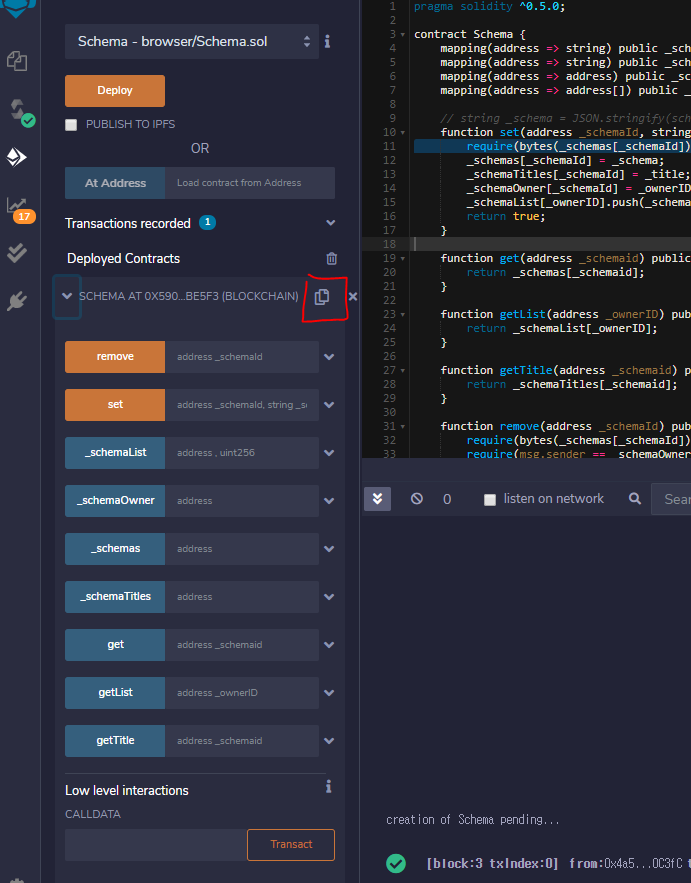 Schema - browser/Schema.sol
i
Deploy
PUBLISH TO IPFS
OR
At Address
Load contract from Address
Transactions recorded
1
17
Deployed Contracts
SCHEMA AT 0X590...BE5F3 (BLOCKCHAIN)
remove
address _schemaId
set
address _schemaId, string _s
_schemaList
address , uint256
_schemaOwner
address
_schemas
address
_schemaTitles
address
get
address _schemaid
getList
address _ownerID
getTitle
address _schemaid
Low level interactions
i
CALLDATA
Transact
1 pragma solidity ^0.5.0;
2
3 contract Schema {
4 mapping(address => string) public _sch
5 mapping(address => string) public _sch
6 mapping(address => address) public _sc
7 mapping(address => address[]) public _
8
9 // string _schema = JSON.stringify(sch
10 function set(address _schemaId, string
11 require(bytes(_schemas[_schemaId])
12 _schemas[_schemaId] = _schema;
13 _schemaTitles[_schemaId] = _title;
14 _schemaOwner[_schemaId] = _ownerID
15 _schemaList[_ownerID].push(_schema
16 return true;
17 }
18
19 function get(address _schemaid) public
20 return _schemas[_schemaid];
21 }
22
23 function getList(address _ownerID) pub
24 return _schemaList[_ownerID];
25 }
26
27 function getTitle(address _schemaid) p
28 return _schemaTitles[_schemaid];
29 }
30
31 function remove(address _schemaId) pub
32 require(bytes(_schemas[_schemaId])
33 require(msg.sender == _schemaOwner
0
listen on network
Sear
creation of Schema pending...
[block:3 txIndex:0] from:0x4a5...0C3fC t